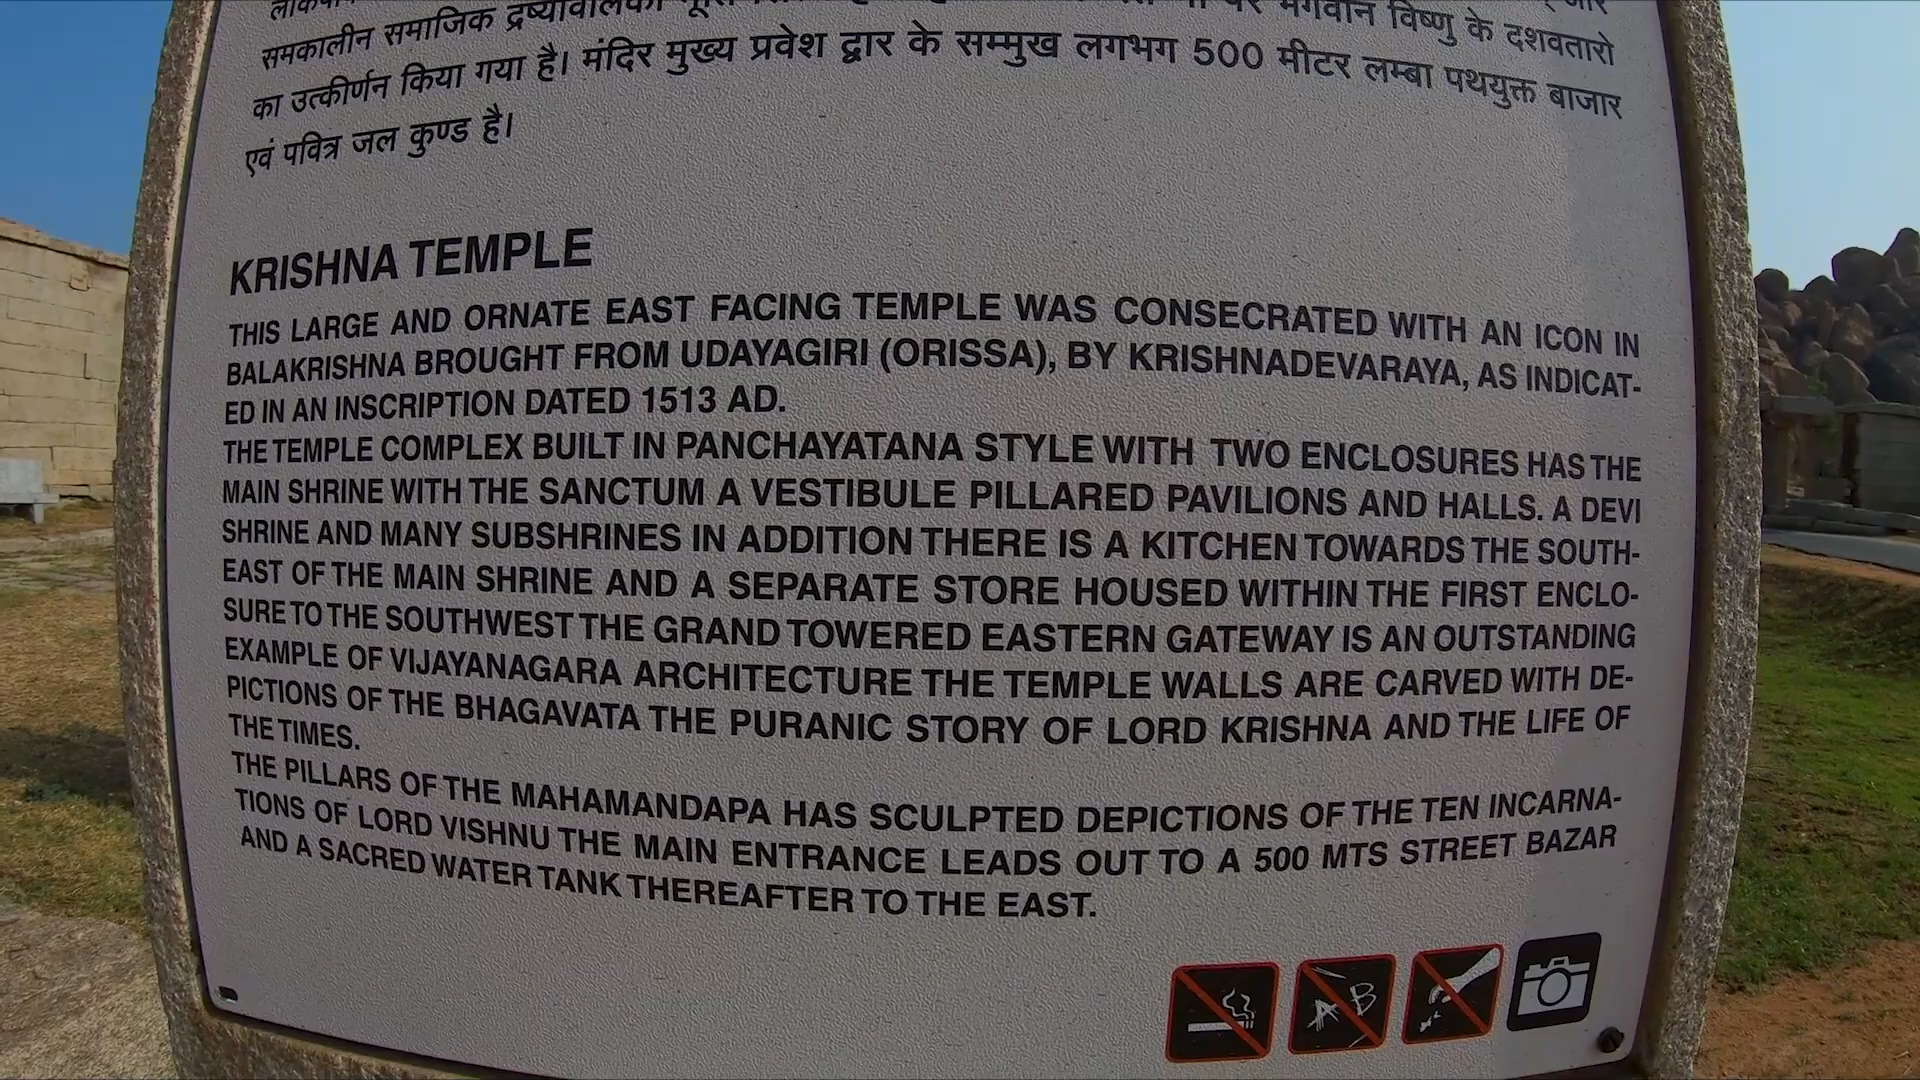 समकालीन समाजिक
भगवान विष्णु के दशवतारो
का उत्कीर्णन किया गया है। मंदिर मुख्य प्रवेश द्वार के सम्मुख लगभग 500 मीटर लम्बा पथयुक्त बाजार
एवं पवित्र जल कुण्ड है।
KRISHNA TEMPLE
THIS LARGE AND ORNATE EAST FACING TEMPLE WAS CONSECRATED WITH AN ICON IN
BALAKRISHNA BROUGHT FROM UDAYAGIRI (ORISSA), BY KRISHNADEVARAYA, AS INDICAT-
ED IN AN INSCRIPTION DATED 1513 AD.
THE TEMPLE COMPLEX BUILT IN PANCHAYATANA STYLE WITH TWO ENCLOSURES HAS THE
MAIN SHRINE WITH THE SANCTUM A VESTIBULE PILLARED PAVILIONS AND HALLS. A DEVI
SHRINE AND MANY SUBSHRINES IN ADDITION THERE IS A KITCHEN TOWARDS THE SOUTH-
EAST OF THE MAIN SHRINE AND A SEPARATE STORE HOUSED WITHIN THE FIRST ENCLO-
SURE TO THE SOUTHWEST THE GRAND TOWERED EASTERN GATEWAY IS AN OUTSTANDING
EXAMPLE OF VIJAYANAGARA ARCHITECTURE THE TEMPLE WALLS ARE CARVED WITH DE-
PICTIONS OF THE BHAGAVATA THE PURANIC STORY OF LORD KRISHNA AND THE LIFE OF
THE TIMES.
THE PILLARS OF THE MAHAMANDAPA HAS SCULPTED DEPICTIONS OF THE TEN INCARNA-
TIONS OF LORD VISHNU THE MAIN ENTRANCE LEADS OUT TO A 500 MTS STREET BAZAR
AND A SACRED WATER TANK THEREAFTER TO THE EAST.
A B